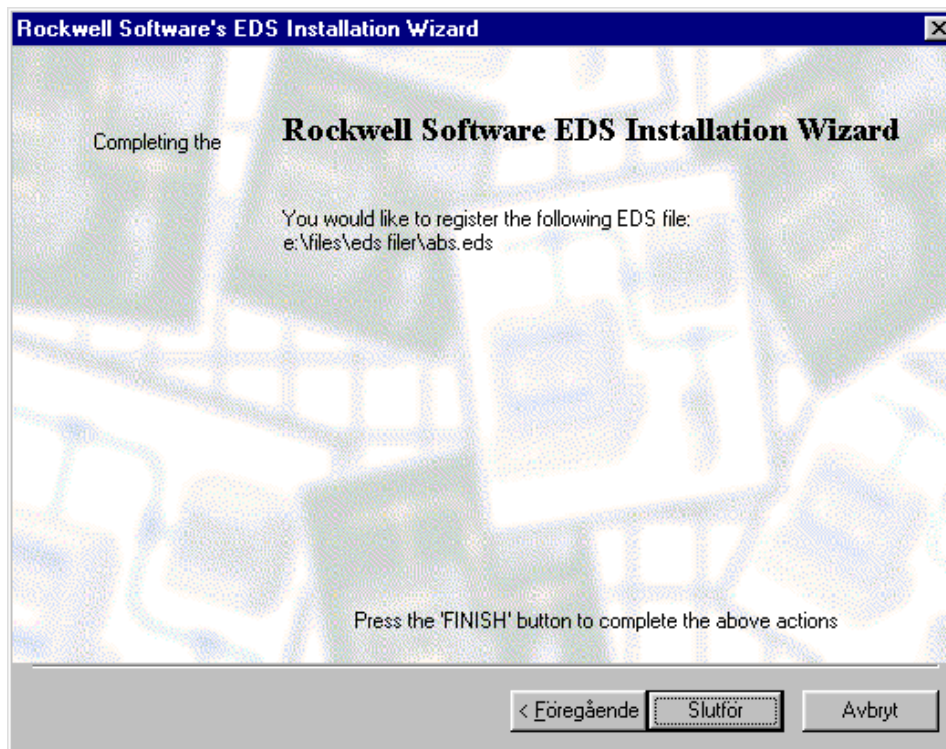 Rockwell Software's EDS Installation Wizard
Completing the
Rockwell Software EDS Installation Wizard
You would like to register the following EDS file:
e:\files\eds filer\abs.eds
Press the 'FINISH' button to complete the above actions
< Föregående
Slutför
Avbryt